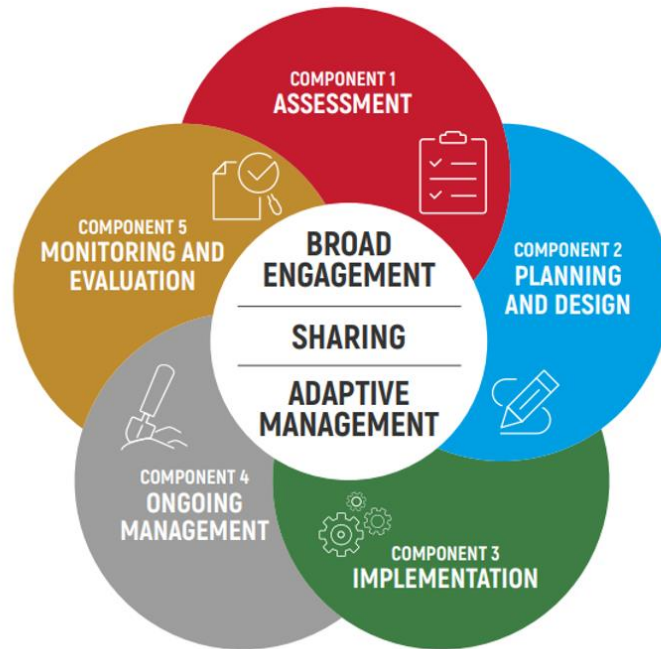 COMPONENT 1
ASSESSMENT
COMPONENT 2
PLANNING
AND DESIGN
COMPONENT 3
IMPLEMENTATION
COMPONENT 4
ONGOING
MANAGEMENT
COMPONENT 5
MONITORING AND
EVALUATION
BROAD
ENGAGEMENT
SHARING
ADAPTIVE
MANAGEMENT